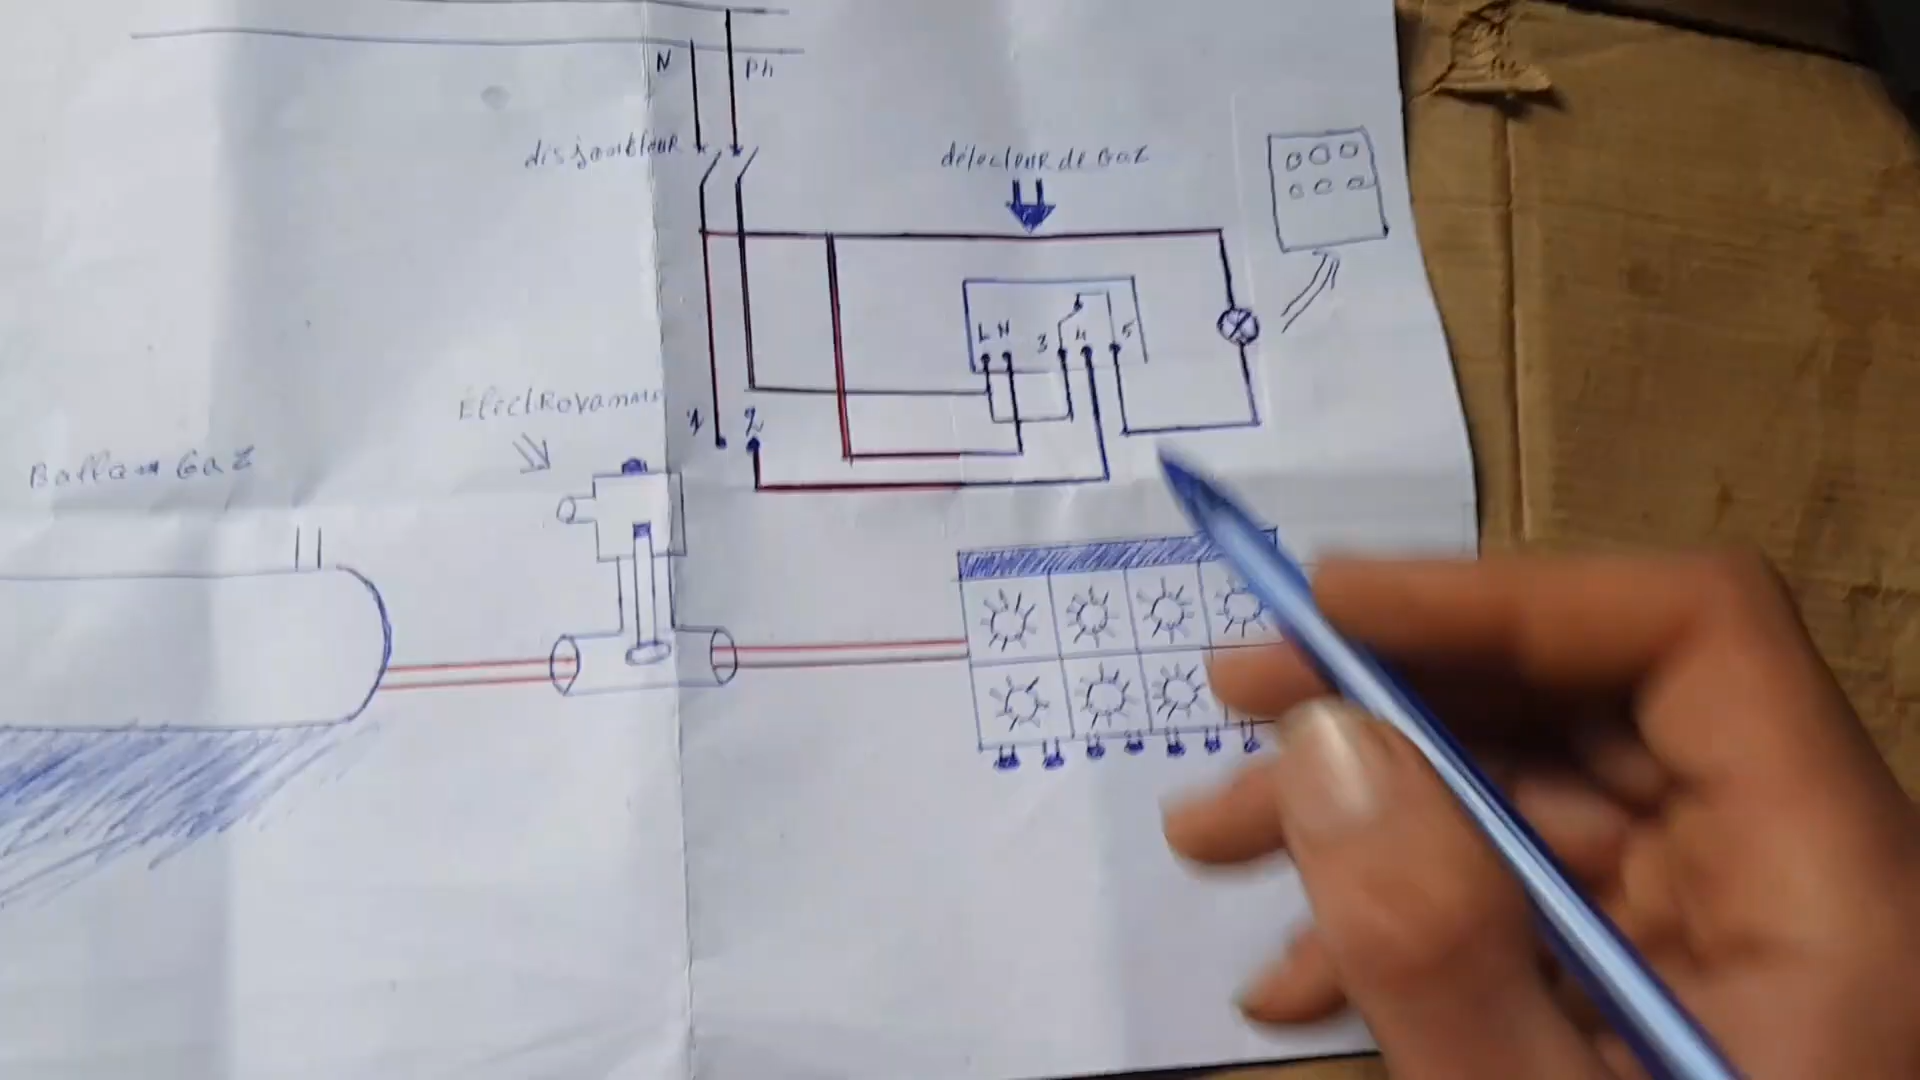 N
Ph
disjoncteur
détecteur de Gaz
L N
3
4
5
Électrovanne
1
2
Ballon Gaz